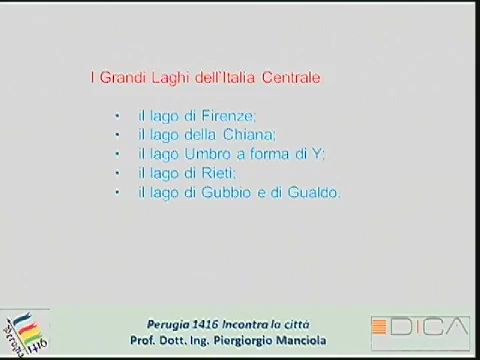 I Grandi Laghi dell'Italia Centrale
• il lago di Firenze;
• il lago della Chiana;
• il lago Umbro a forma di Y;
• il lago di Rieti;
• il lago di Gubbio e di Gualdo.
Perugia 1416
Perugia 1416 Incontra la città
Prof. Dott. Ing. Piergiorgio Manciola
DICA